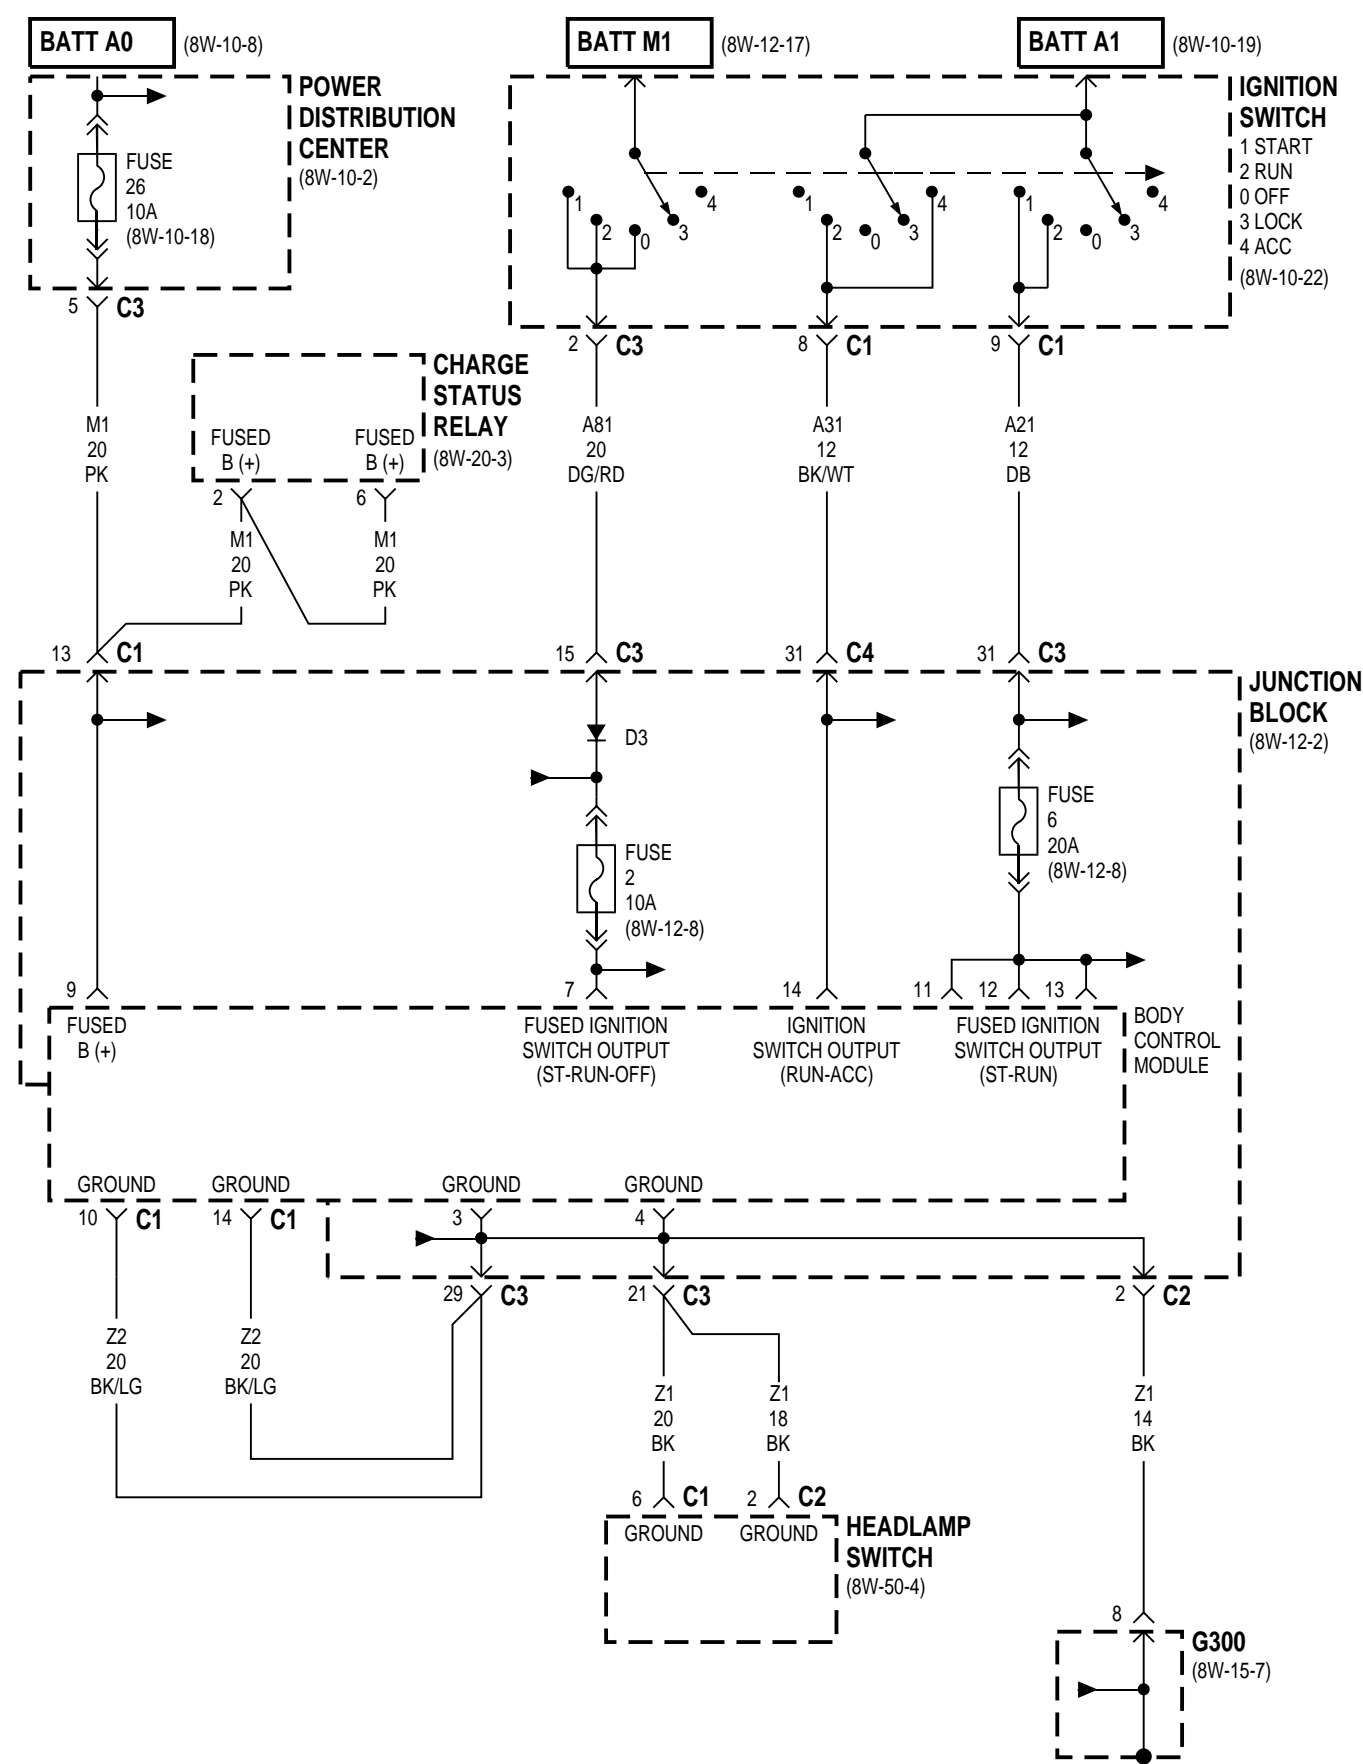 BATT A0
(8W-10-8)
BATT M1
(8W-12-17)
BATT A1
(8W-10-19)
POWER
DISTRIBUTION
CENTER
(8W-10-2)
FUSE
26
10A
(8W-10-18)
IGNITION
SWITCH
1 START
2 RUN
0 OFF
3 LOCK
4 ACC
(8W-10-22)
1
2
0
3
4
1
2
0
3
4
1
2
0
3
4
5
C3
2
C3
8
C1
9
C1
CHARGE
STATUS
RELAY
(8W-20-3)
FUSED
B (+)
FUSED
B (+)
2
6
M1
20
PK
M1
20
PK
M1
20
PK
A81
20
DG/RD
A31
12
BK/WT
A21
12
DB
13
C1
15
C3
31
C4
31
C3
JUNCTION
BLOCK
(8W-12-2)
D3
FUSE
2
10A
(8W-12-8)
FUSE
6
20A
(8W-12-8)
9
7
14
11
12
13
FUSED
B (+)
FUSED IGNITION
SWITCH OUTPUT
(ST-RUN-OFF)
IGNITION
SWITCH OUTPUT
(RUN-ACC)
FUSED IGNITION
SWITCH OUTPUT
(ST-RUN)
BODY
CONTROL
MODULE
GROUND
GROUND
GROUND
GROUND
10
C1
14
C1
3
4
29
C3
21
C3
2
C2
Z2
20
BK/LG
Z2
20
BK/LG
Z1
20
BK
Z1
18
BK
Z1
14
BK
6
C1
2
C2
GROUND
GROUND
HEADLAMP
SWITCH
(8W-50-4)
8
G300
(8W-15-7)